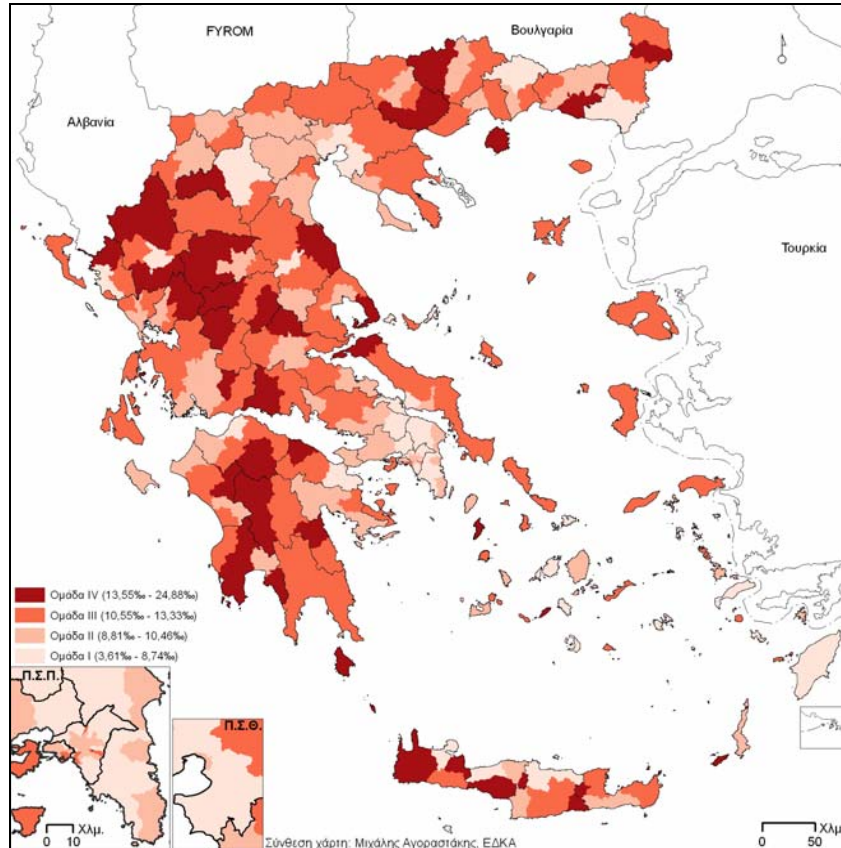 FYROM
Βουλγαρία
Αλβανία
Τουρκία
Ομάδα IV (13,55‰ - 24,88‰)
Ομάδα III (10,55‰ - 13,33‰)
Ομάδα II (8,81‰ - 10,46‰)
Ομάδα I (3,61‰ - 8,74‰)
Π.Σ.Π.
Π.Σ.Θ.
0 10 Χλμ.
Σύνθεση χάρτη: Μιχάλης Αγοραστάκης, ΕΔΚΑ
0 50 Χλμ.